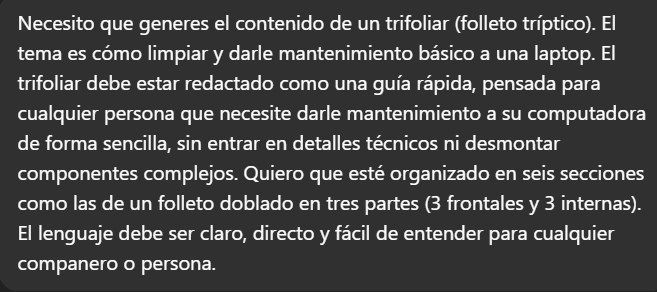 Necesito que generes el contenido de un trifoliar (folleto tríptico). El
tema es cómo limpiar y darle mantenimiento básico a una laptop. El
trifoliar debe estar redactado como una guía rápida, pensada para
cualquier persona que necesite darle mantenimiento a su computadora
de forma sencilla, sin entrar en detalles técnicos ni desmontar
componentes complejos. Quiero que esté organizado en seis secciones
como las de un folleto doblado en tres partes (3 frontales y 3 internas).
El lenguaje debe ser claro, directo y fácil de entender para cualquier
companero o persona.